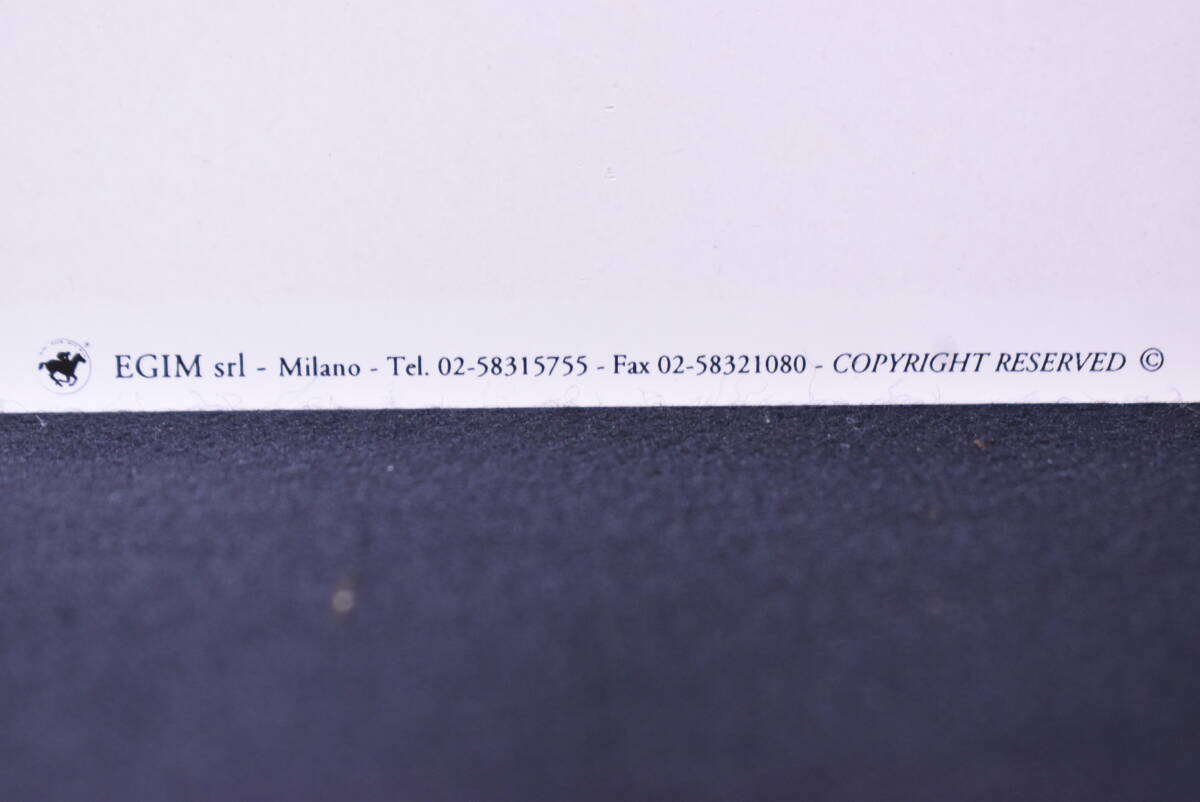 EGIM srl - Milano - Tel. 02-58315755 - Fax 02-58321080 - COPYRIGHT RESERVED ©